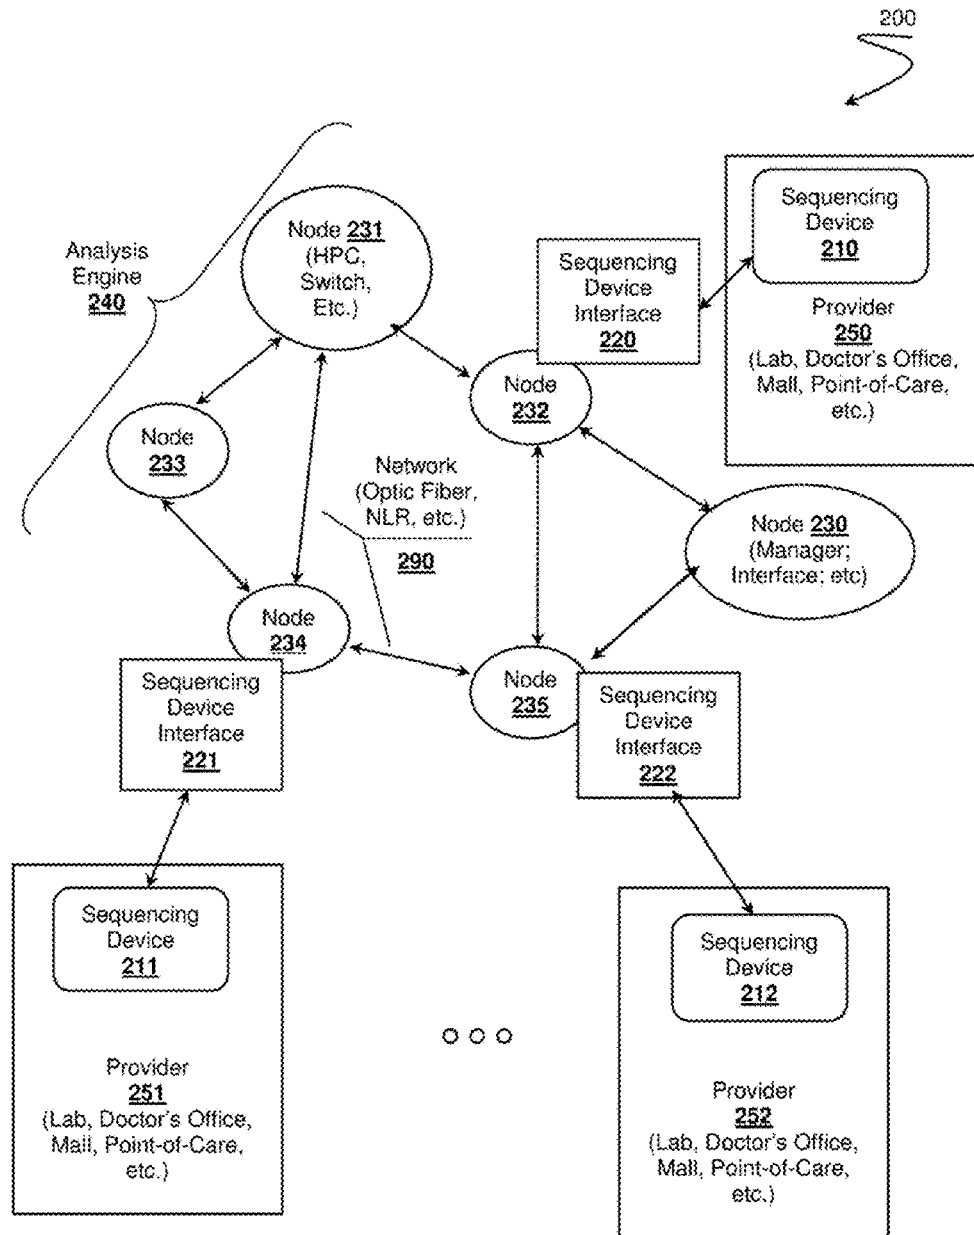 200
Sequencing
Device
210
Provider
250
(Lab, Doctor's Office,
Mall, Point-of-Care,
etc.)
Analysis
Engine
240
Node 231
(HPC,
Switch,
Etc.)
Sequencing
Device
Interface
220
Node
232
Node
233
Network
(Optic Fiber,
NLR, etc.)
290
Node 230
(Manager;
Interface; etc)
Node
234
Sequencing
Device
Interface
221
Node
235
Sequencing
Device
Interface
222
Sequencing
Device
211
Provider
251
(Lab, Doctor's Office,
Mall, Point-of-Care,
etc.)
Sequencing
Device
212
Provider
252
(Lab, Doctor's Office,
Mall, Point-of-Care,
etc.)